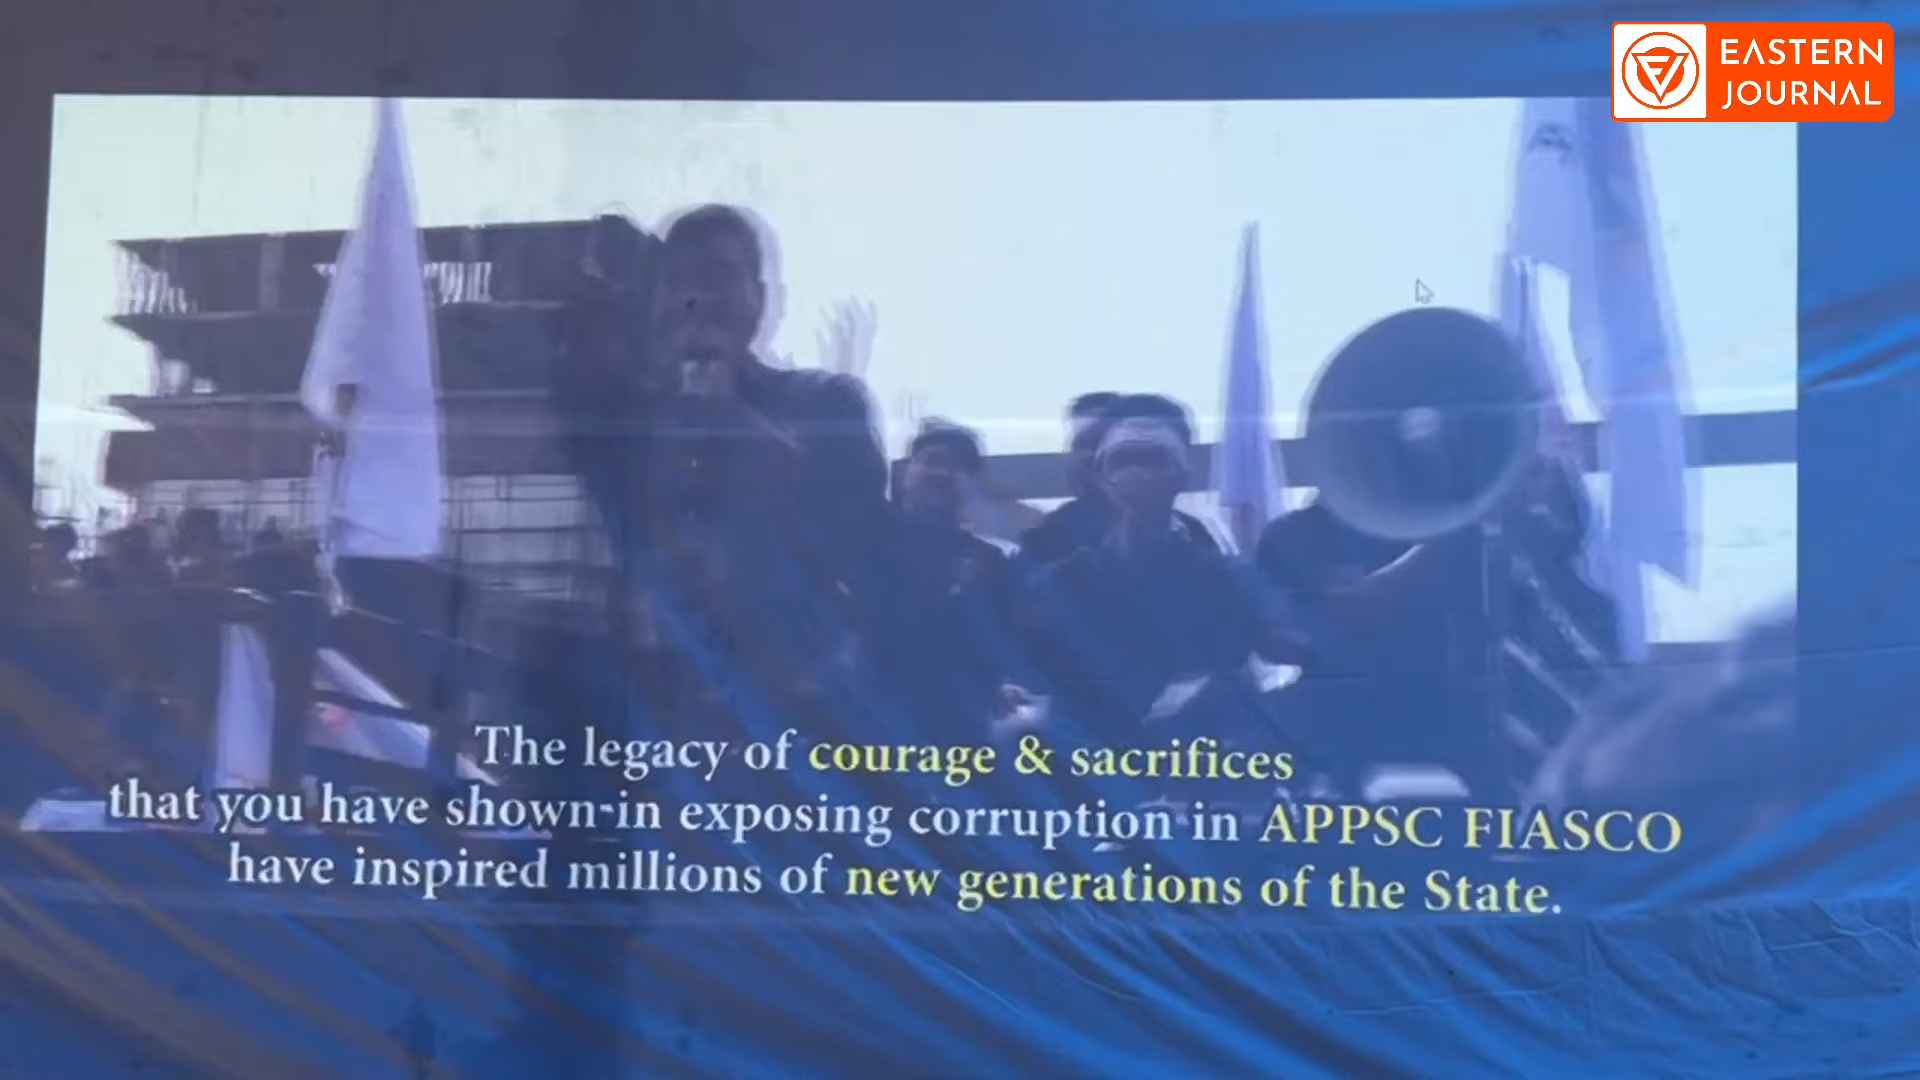 EASTERN
JOURNAL
The legacy of courage & sacrifices
that you have shown in exposing corruption in APPSC FIASCO
have inspired millions of new generations of the State.